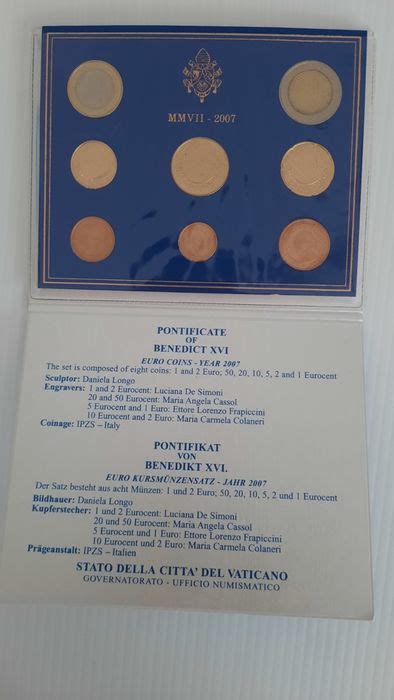 MMVII - 2007
PONTIFICATE
OF
BENEDICT XVI
EURO COINS - YEAR 2007
The set is composed of eight coins: 1 and 2 Euro; 50, 20, 10, 5, 2 and 1 Eurocent
Sculptor: Daniela Longo
Engravers: 1 and 2 Eurocent: Luciana De Simoni
20 and 50 Eurocent: Maria Angela Cassol
5 Eurocent and 1 Euro: Ettore Lorenzo Frapiccini
10 Eurocent and 2 Euro: Maria Carmela Colaneri
Coinage: IPZS – Italy
PONTIFIKAT
VON
BENEDIKT XVI.
EURO KURSMÜNZENSATZ - JAHR 2007
Der Satz besteht aus acht Münzen: 1 und 2 Euro; 50, 20, 10, 5, 2 und 1 Eurocent
Bildhauer: Daniela Longo
Kupferstecher: 1 und 2 Eurocent: Luciana De Simoni
20 und 50 Eurocent: Maria Angela Cassol
5 Eurocent und 1 Euro: Ettore Lorenzo Frapiccini
10 Eurocent und 2 Euro: Maria Carmela Colaneri
Prägeanstalt: IPZS – Italien
STATO DELLA CITTA' DEL VATICANO
GOVERNATORATO - UFFICIO NUMISMATICO